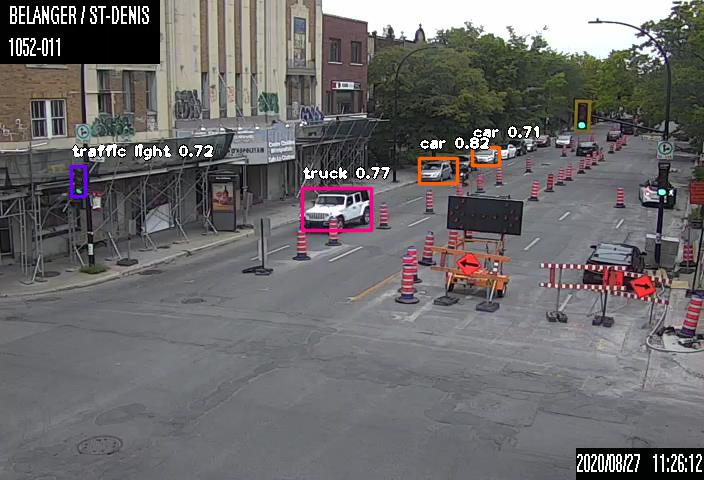 BELANGER / ST-DENIS
1052-011
traffic light 0.72
truck 0.77
car 0.82
car 0.71
2020/08/27 11:26:12